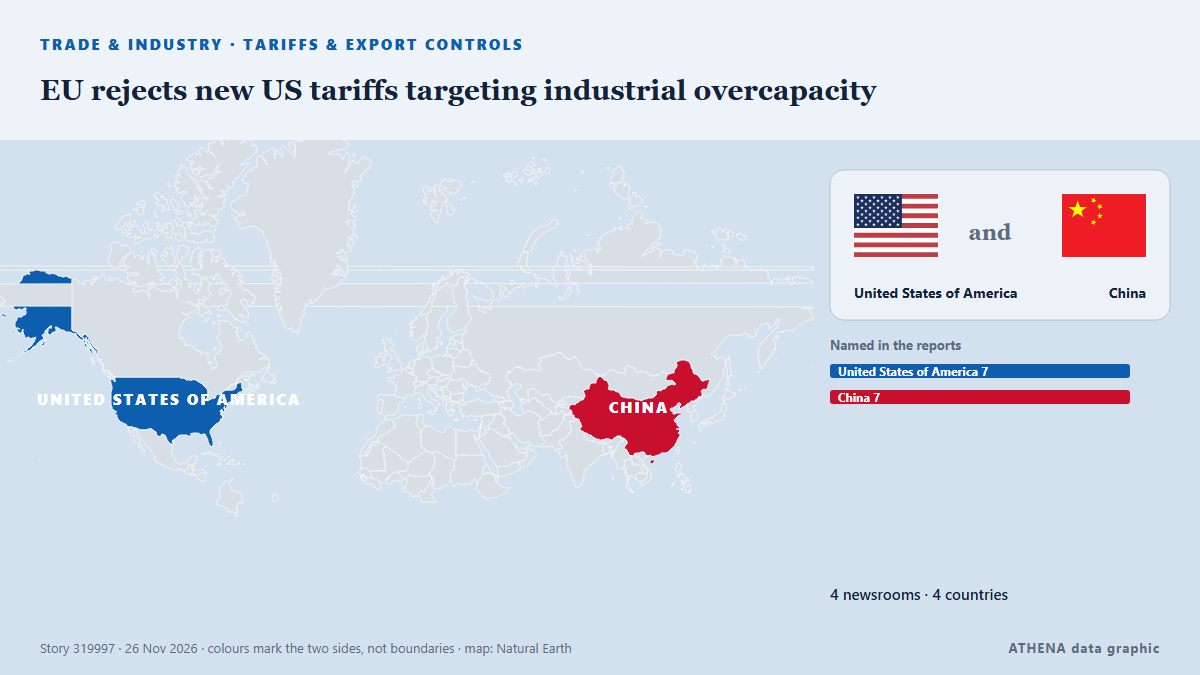 TRADE & INDUSTRY · TARIFFS & EXPORT CONTROLS
EU rejects new US tariffs targeting industrial overcapacity
and
United States of America
China
Named in the reports
United States of America 7
China 7
UNITED STATES OF AMERICA
CHINA
4 newsrooms · 4 countries
Story 319997 · 26 Nov 2026 · colours mark the two sides, not boundaries · map: Natural Earth
ATHENA data graphic